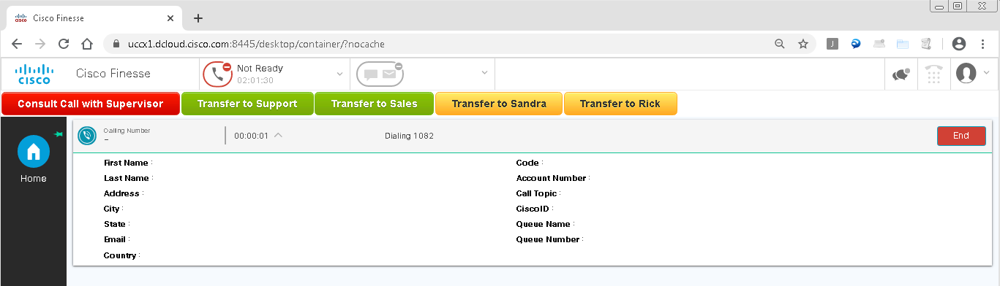 Cisco Finesse
uccx1.dcloud.cisco.com:8445/desktop/container/?nocache
J
CISCO
Cisco Finesse
Not Ready
02:01:30
Consult Call with Supervisor
Transfer to Support
Transfer to Sales
Transfer to Sandra
Transfer to Rick
Home
Calling Number
–
00:00:01
Dialing 1082
End
First Name :
Last Name :
Address :
City :
State :
Email :
Country :
Code :
Account Number :
Call Topic :
CiscoID :
Queue Name :
Queue Number :